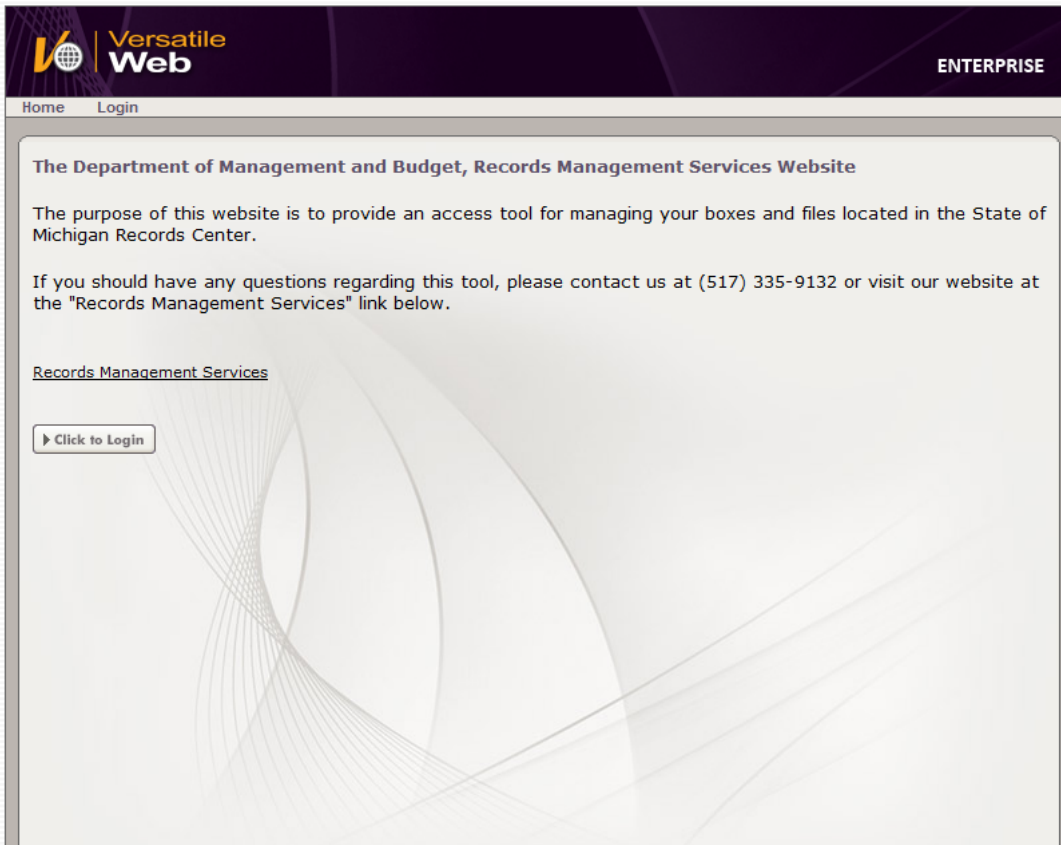 Versatile
Web
ENTERPRISE
Home Login
The Department of Management and Budget, Records Management Services Website
The purpose of this website is to provide an access tool for managing your boxes and files located in the State of
Michigan Records Center.
If you should have any questions regarding this tool, please contact us at (517) 335-9132 or visit our website at
the "Records Management Services" link below.
Records Management Services
Click to Login